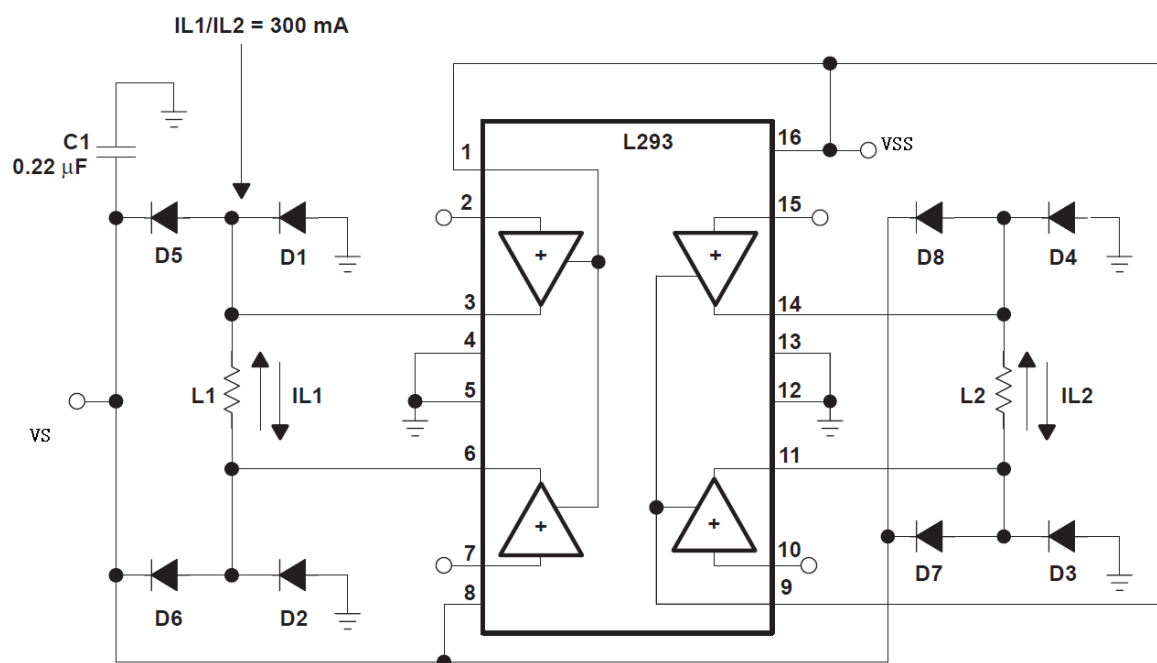 IL1/IL2 = 300 mA
C1
0.22 μF
L293
1
16
VSS
2
15
D5
D1
D8
D4
+
+
3
14
4
13
L1
IL1
5
12
L2
IL2
VS
6
11
+
+
7
10
D6
D2
8
9
D7
D3